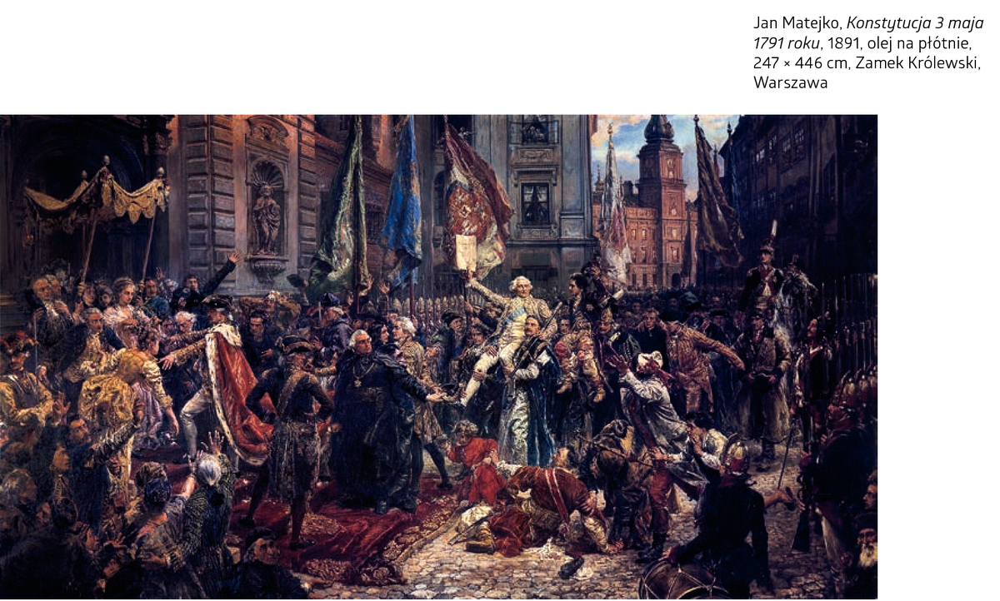 Jan Matejko, Konstytucja 3 maja
1791 roku, 1891, olej na płótnie,
247 × 446 cm, Zamek Królewski,
Warszawa